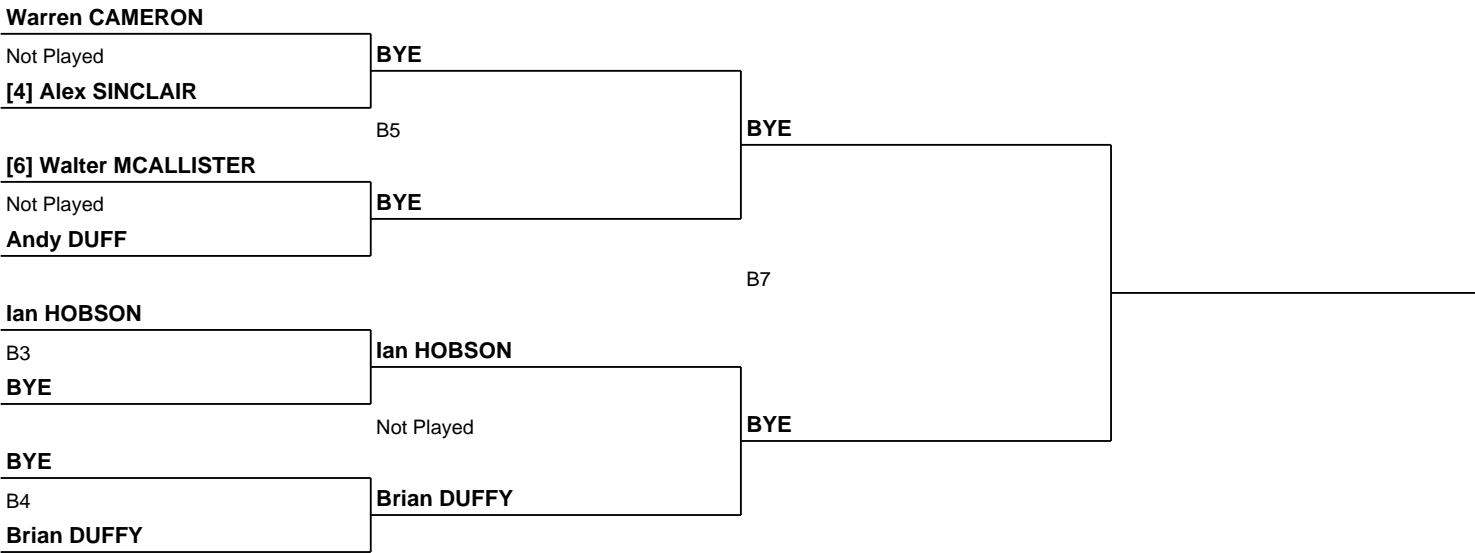 Warren CAMERON
Not Played
BYE
[4] Alex SINCLAIR
B5
BYE
[6] Walter MCALLISTER
Not Played
BYE
Andy DUFF
B7
Ian HOBSON
B3
Ian HOBSON
BYE
Not Played
BYE
BYE
B4
Brian DUFFY
Brian DUFFY